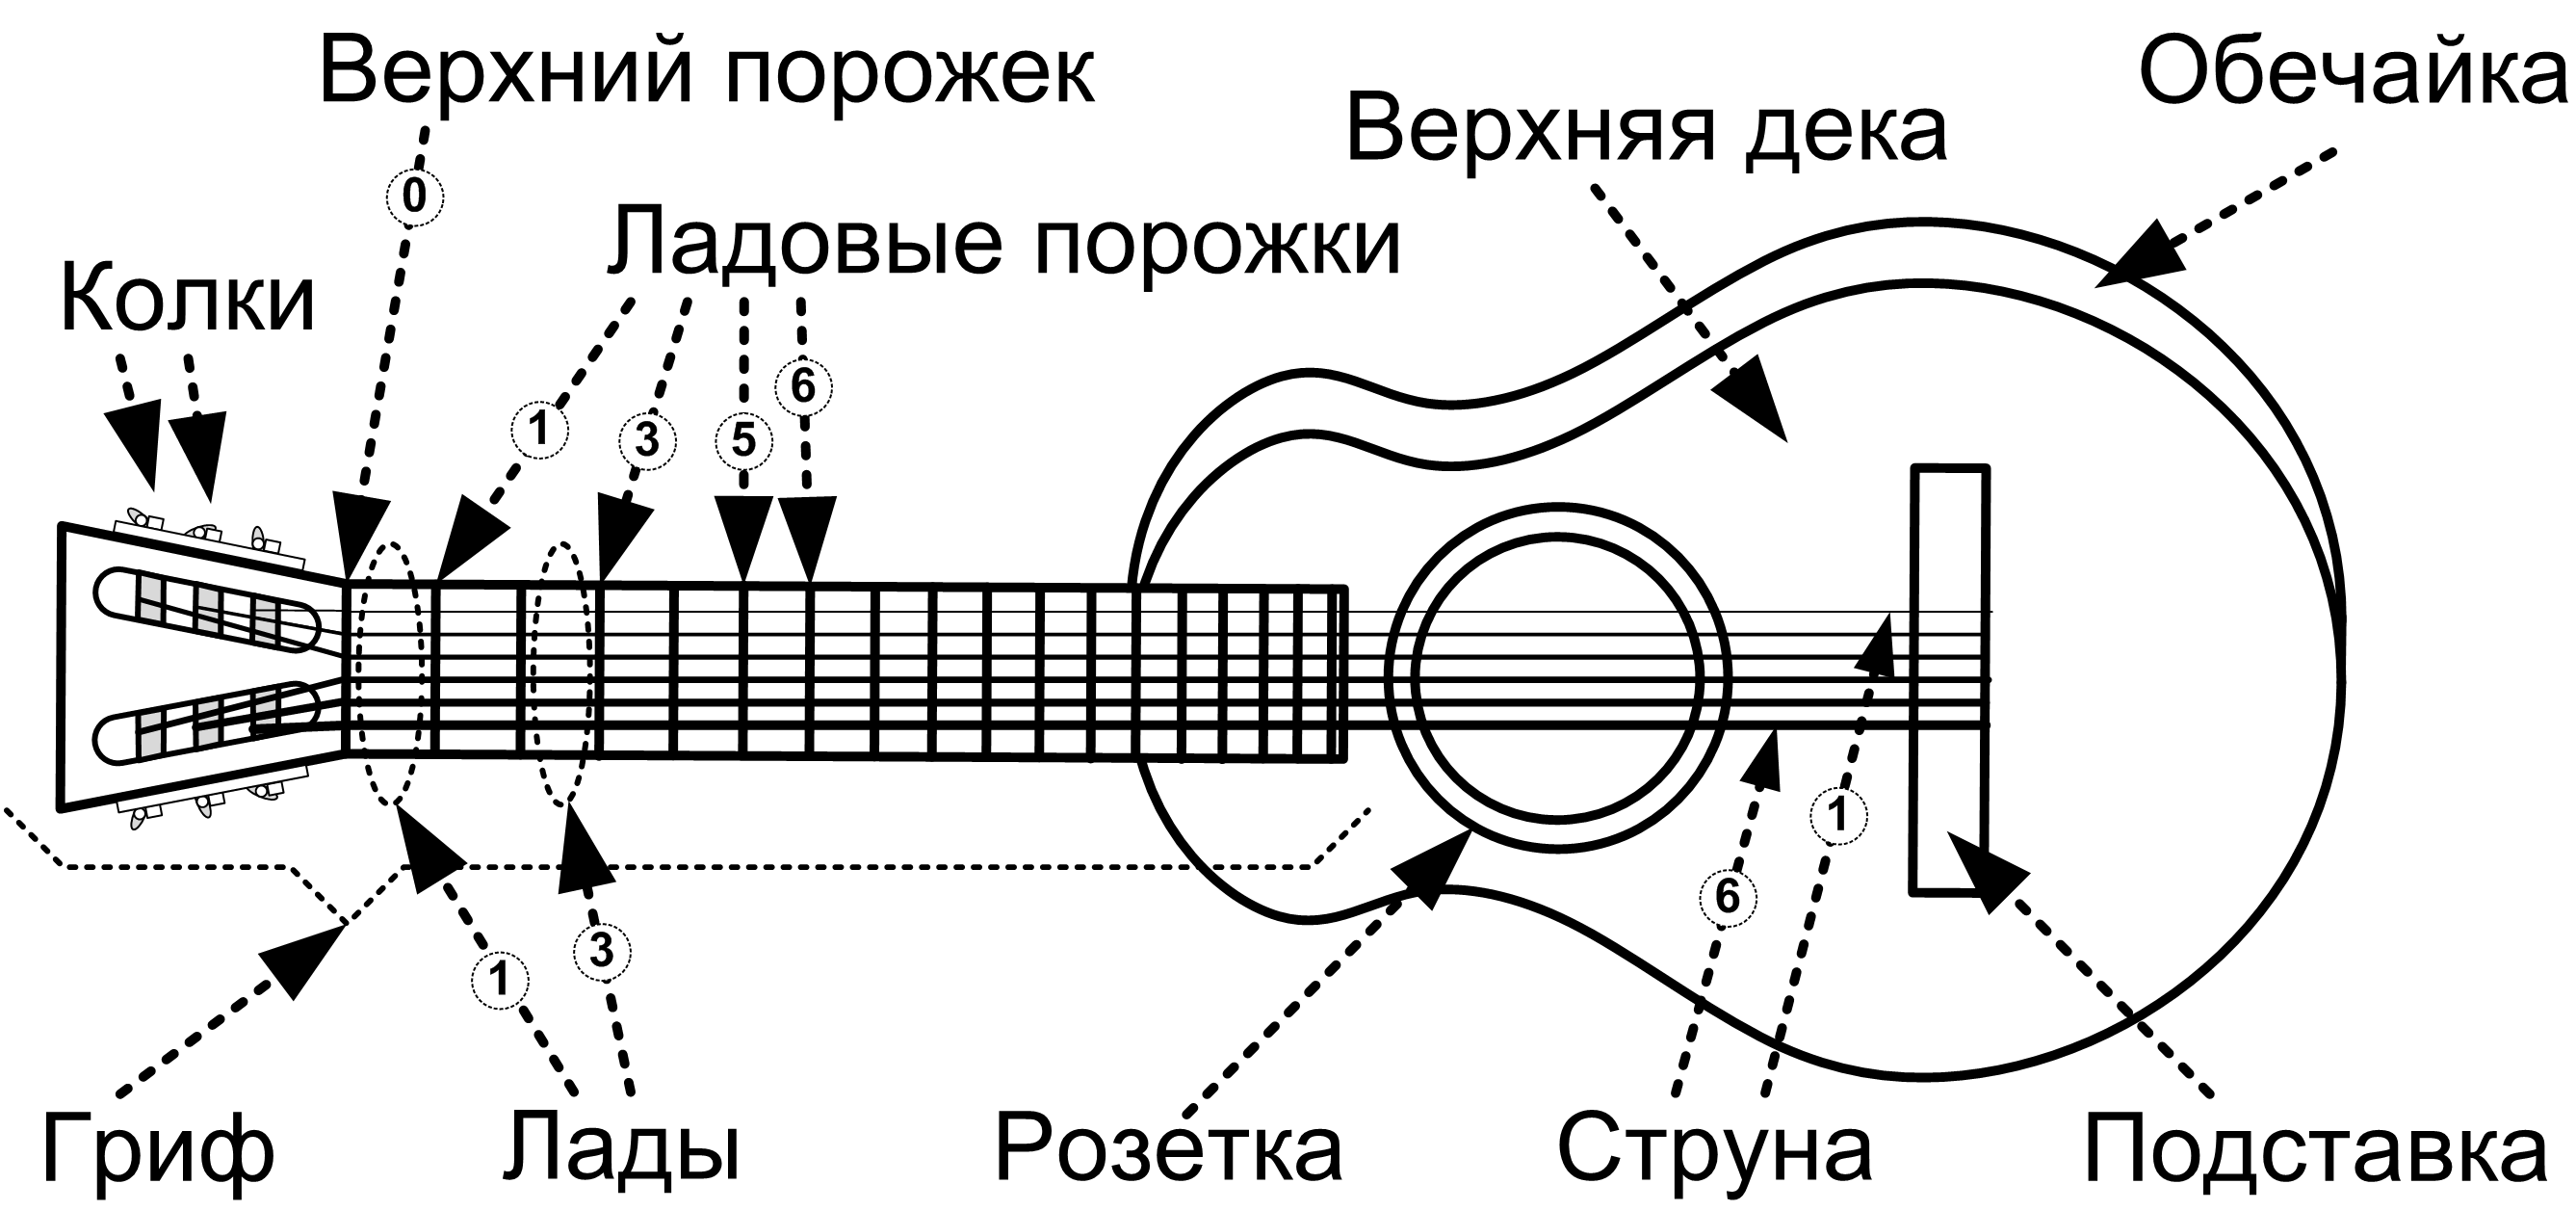 Верхний порожек
Обечайка
Верхняя дека
0
Ладовые порожки
Колки
6
1
3
5
1
6
3
1
Гриф
Лады
Розетка
Струна
Подставка